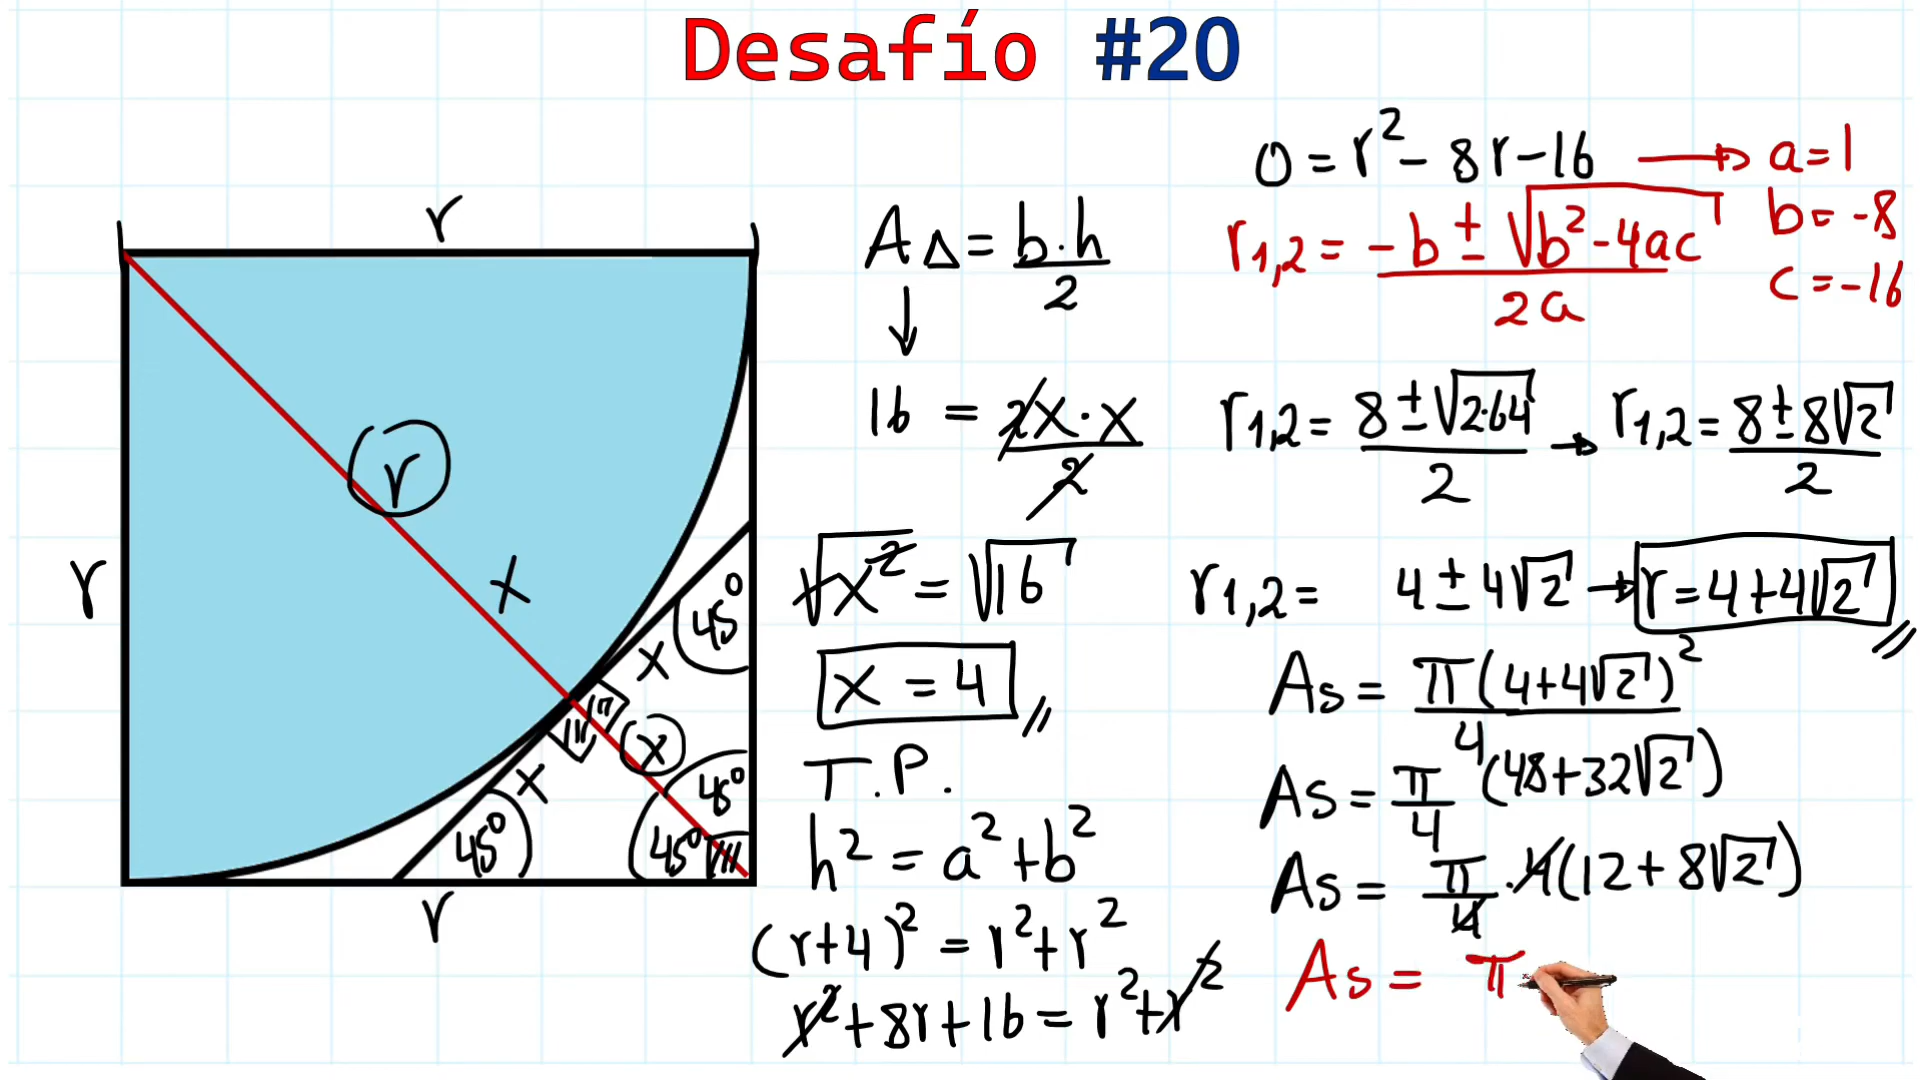 Desafío #20
r
r
r
x
x
x
x
45°
45°
45°
45°
r
A△ = b·h/2
↓
16 = 2x·x/2
√x² = √16
x = 4
T.P.
h² = a² + b²
(r+4)² = r² + r²
r² + 8r + 16 = r² + r²
0 = r² - 8r - 16 → a = 1
b = -8
c = -16
r1,2 = -b ± √b² - 4ac / 2a
r1,2 = 8 ± √2·64 / 2 → r1,2 = 8 ± 8√2 / 2
r1,2 = 4 ± 4√2 → r = 4 + 4√2
As = π(4+4√2)² / 4
As = π/4 (48+32√2)
As = π/4 · 4(12 + 8√2)
As = π